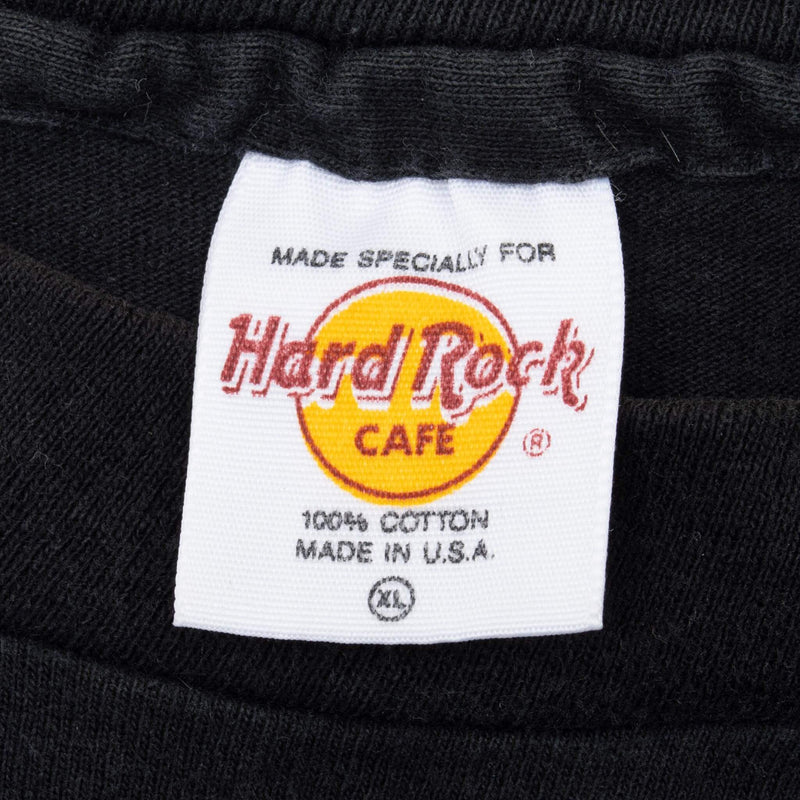 MADE SPECIALLY FOR
Hard Rock
CAFE ®
100% COTTON
MADE IN U.S.A.
XL